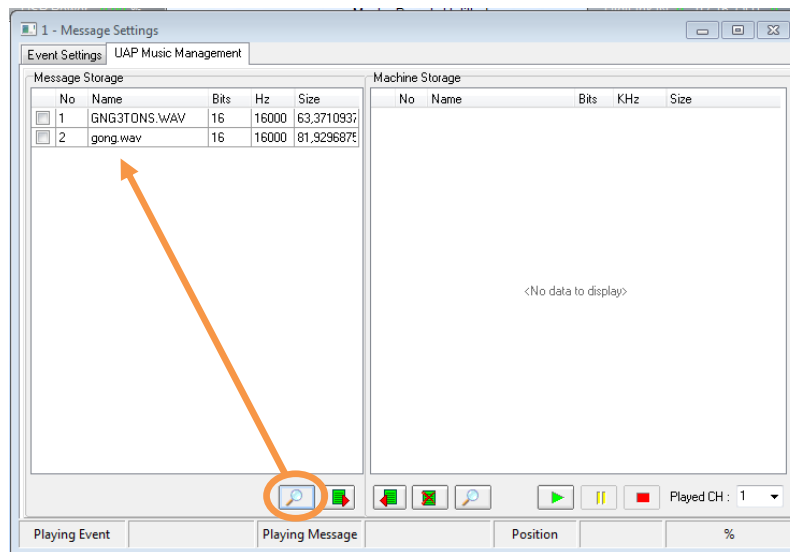 1 - Message Settings
Event Settings UAP Music Management
Message Storage
No Name Bits Hz Size
1 GNG3TONS.WAV 16 16000 63,3710937
2 gong.wav 16 16000 81,9296875
Machine Storage
No Name Bits KHz Size
<No data to display>
Played CH : 1
Playing Event Playing Message Position %